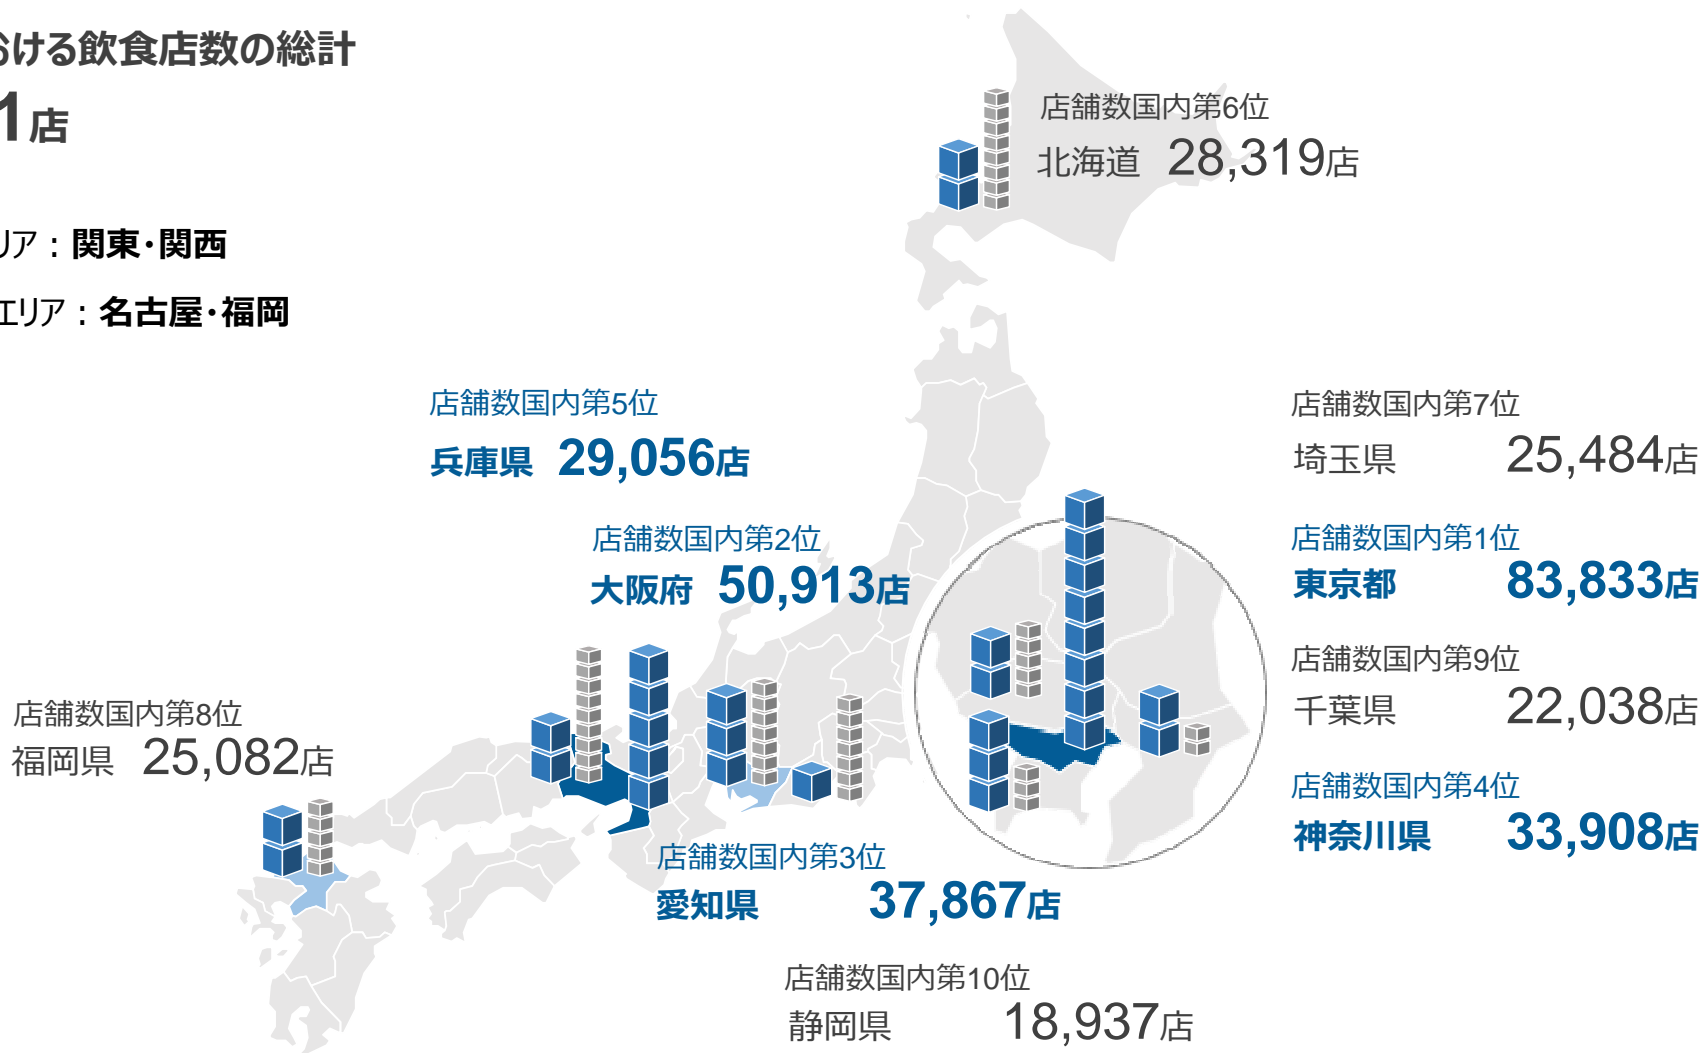 おける飲食店数の総計
1店
リア：関東・関西
エリア：名古屋・福岡
店舗数国内第6位
北海道 28,319店
店舗数国内第5位
兵庫県 29,056店
店舗数国内第7位
埼玉県 25,484店
店舗数国内第2位
大阪府 50,913店
店舗数国内第1位
東京都 83,833店
店舗数国内第9位
千葉県 22,038店
店舗数国内第8位
福岡県 25,082店
店舗数国内第4位
神奈川県 33,908店
店舗数国内第3位
愛知県 37,867店
店舗数国内第10位
静岡県 18,937店